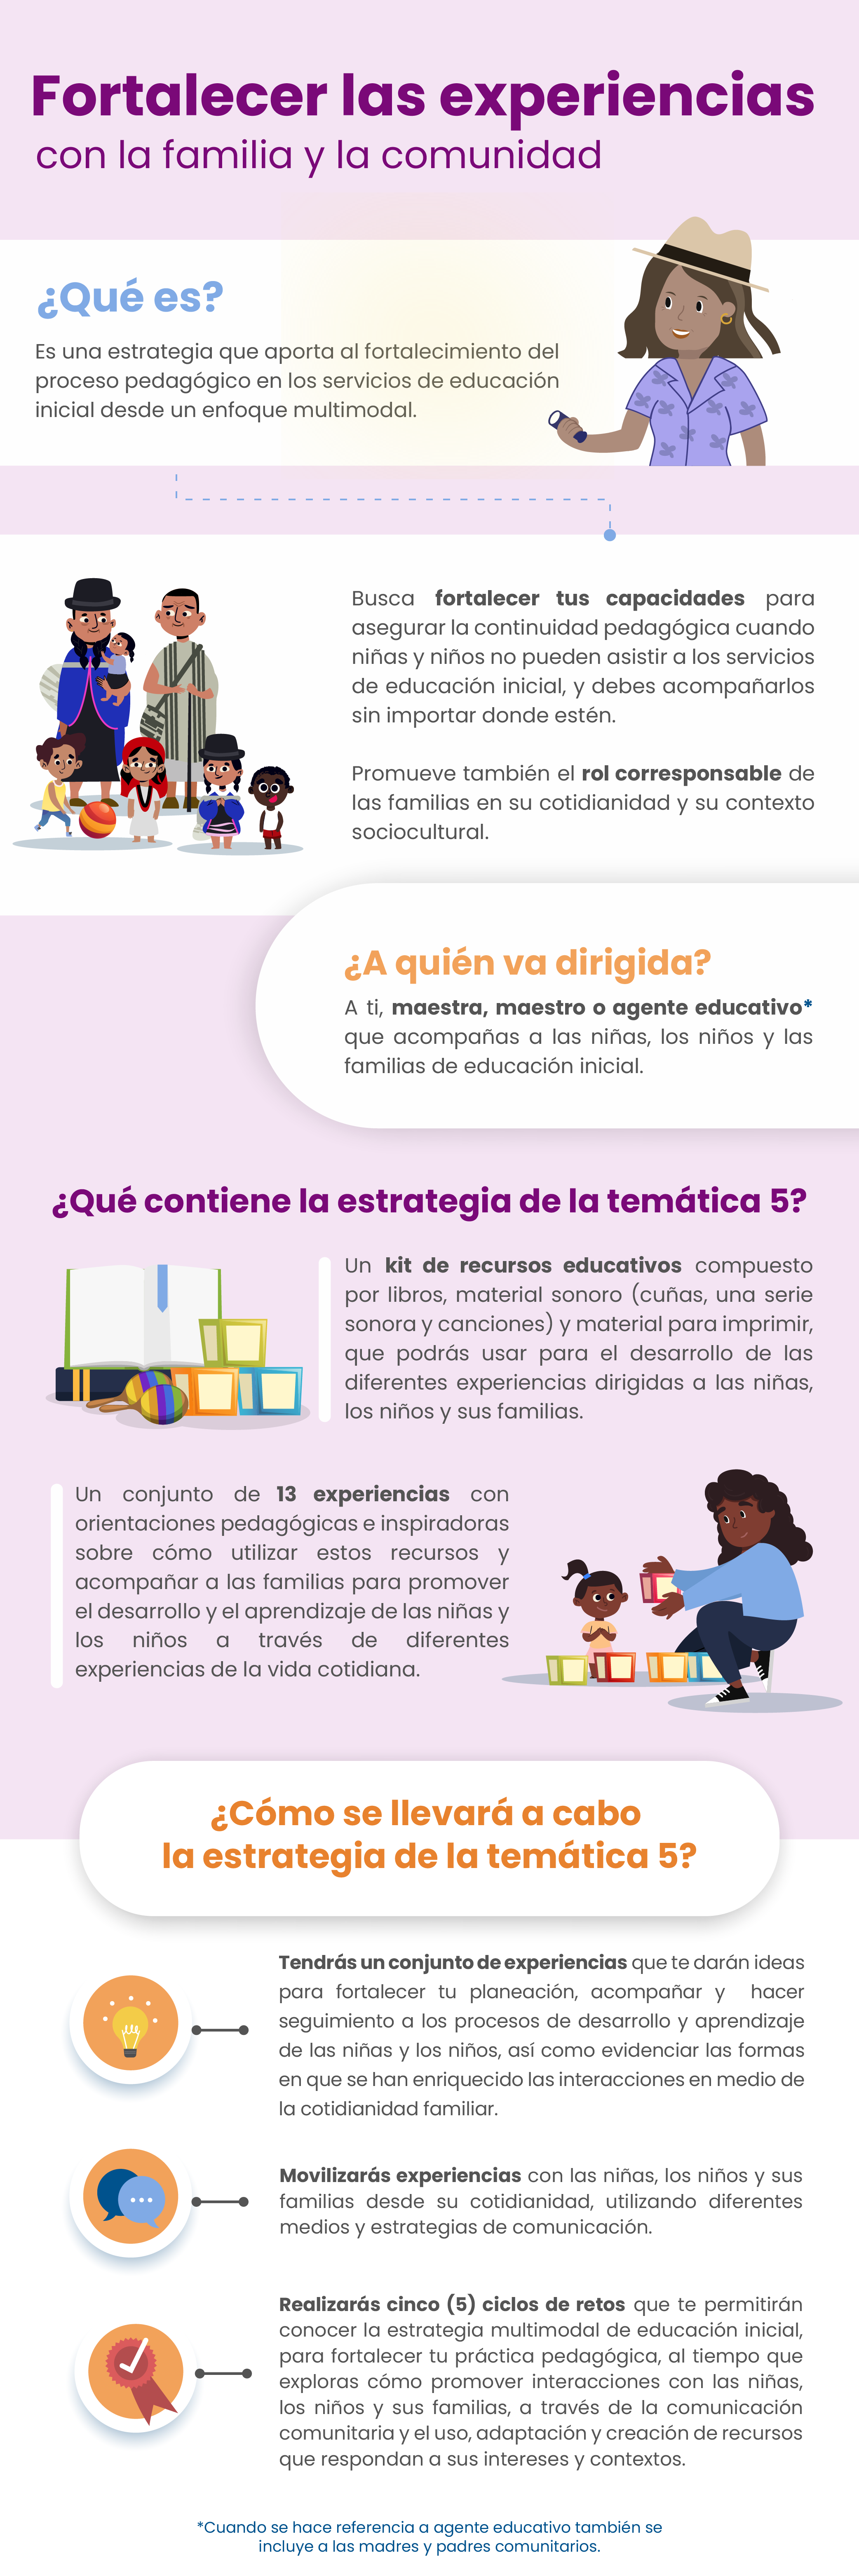 Fortalecer las experiencias
con la familia y la comunidad
¿Qué es?
Es una estrategia que aporta al fortalecimiento del
proceso pedagógico en los servicios de educación
inicial desde un enfoque multimodal.
Busca fortalecer tus capacidades para
asegurar la continuidad pedagógica cuando
niñas y niños no pueden asistir a los servicios
de educación inicial, y debes acompañarlos
sin importar donde estén.
Promueve también el rol corresponsable de
las familias en su cotidianidad y su contexto
sociocultural.
¿A quién va dirigida?
A ti, maestra, maestro o agente educativo*
que acompañas a las niñas, los niños y las
familias de educación inicial.
¿Qué contiene la estrategia de la temática 5?
Un kit de recursos educativos compuesto
por libros, material sonoro (cuñas, una serie
sonora y canciones) y material para imprimir,
que podrás usar para el desarrollo de las
diferentes experiencias dirigidas a las niñas,
los niños y sus familias.
Un conjunto de 13 experiencias con
orientaciones pedagógicas e inspiradoras
sobre cómo utilizar estos recursos y
acompañar a las familias para promover
el desarrollo y el aprendizaje de las niñas y
los niños a través de diferentes
experiencias de la vida cotidiana.
¿Cómo se llevará a cabo
la estrategia de la temática 5?
Tendrás un conjunto de experiencias que te darán ideas
para fortalecer tu planeación, acompañar y hacer
seguimiento a los procesos de desarrollo y aprendizaje
de las niñas y los niños, así como evidenciar las formas
en que se han enriquecido las interacciones en medio de
la cotidianidad familiar.
Movilizarás experiencias con las niñas, los niños y sus
familias desde su cotidianidad, utilizando diferentes
medios y estrategias de comunicación.
Realizarás cinco (5) ciclos de retos que te permitirán
conocer la estrategia multimodal de educación inicial,
para fortalecer tu práctica pedagógica, al tiempo que
exploras cómo promover interacciones con las niñas,
los niños y sus familias, a través de la comunicación
comunitaria y el uso, adaptación y creación de recursos
que respondan a sus intereses y contextos.
*Cuando se hace referencia a agente educativo también se
incluye a las madres y padres comunitarios.